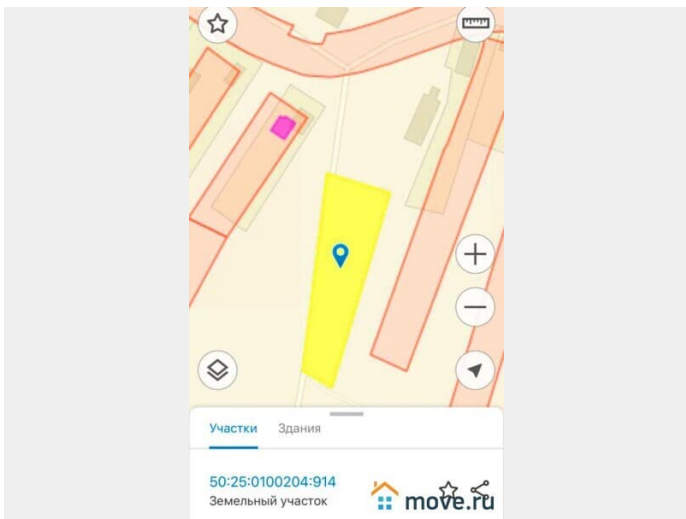 Участки Здания
50:25:0100204:914
Земельный участок
move.ru